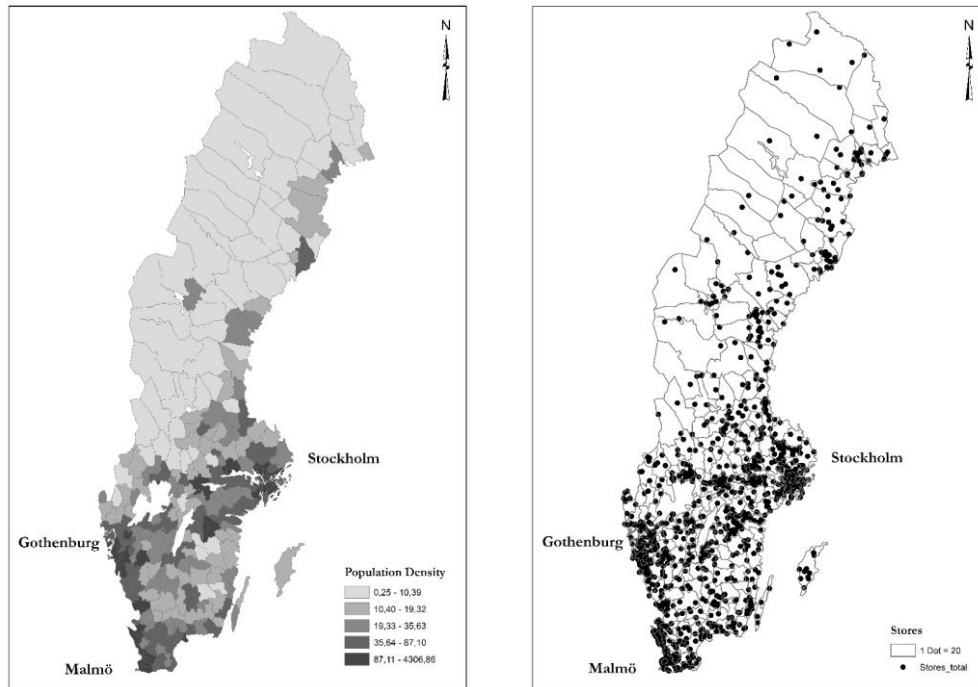 N
Stockholm
Gothenburg
Malmö
Population Density
0,25 - 10,39
10,40 - 19,32
19,33 - 35,63
35,64 - 87,10
87,11 - 4306,86
N
Stockholm
Gothenburg
Malmö
Stores
1 Dot = 20
Stores_total